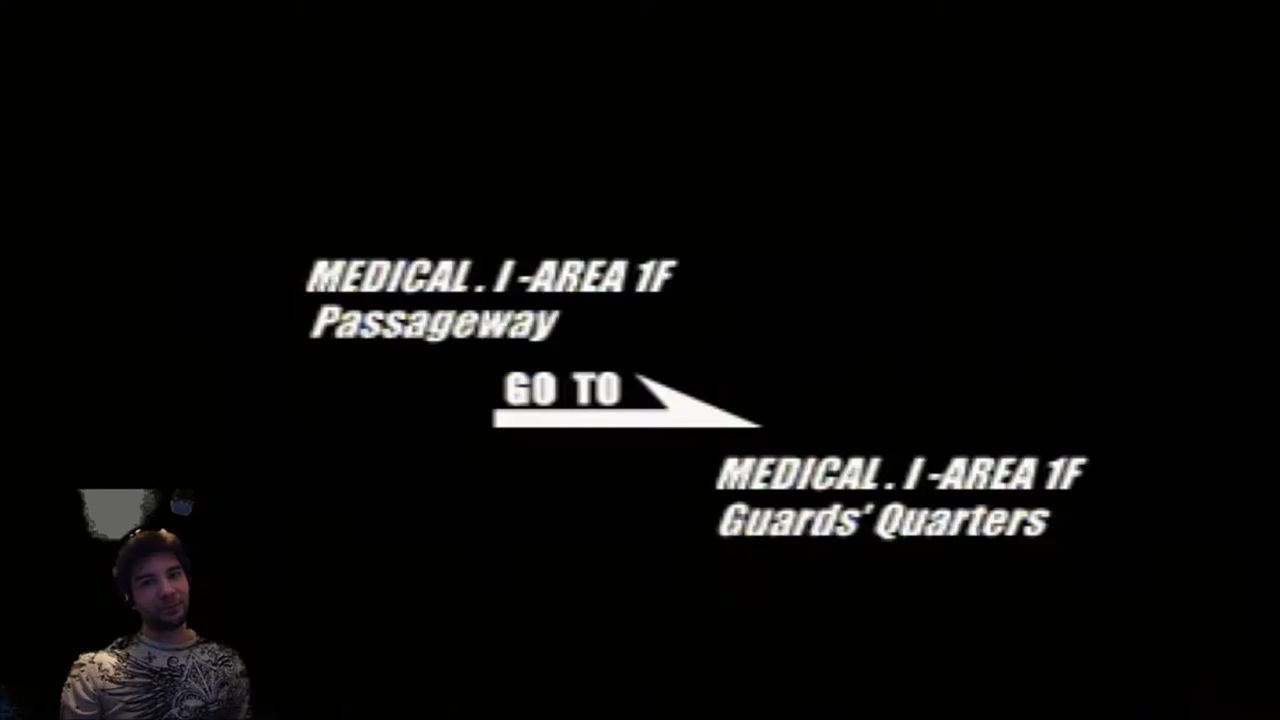 MEDICAL . I -AREA 1F
Passageway
GO TO
MEDICAL . I -AREA 1F
Guards' Quarters